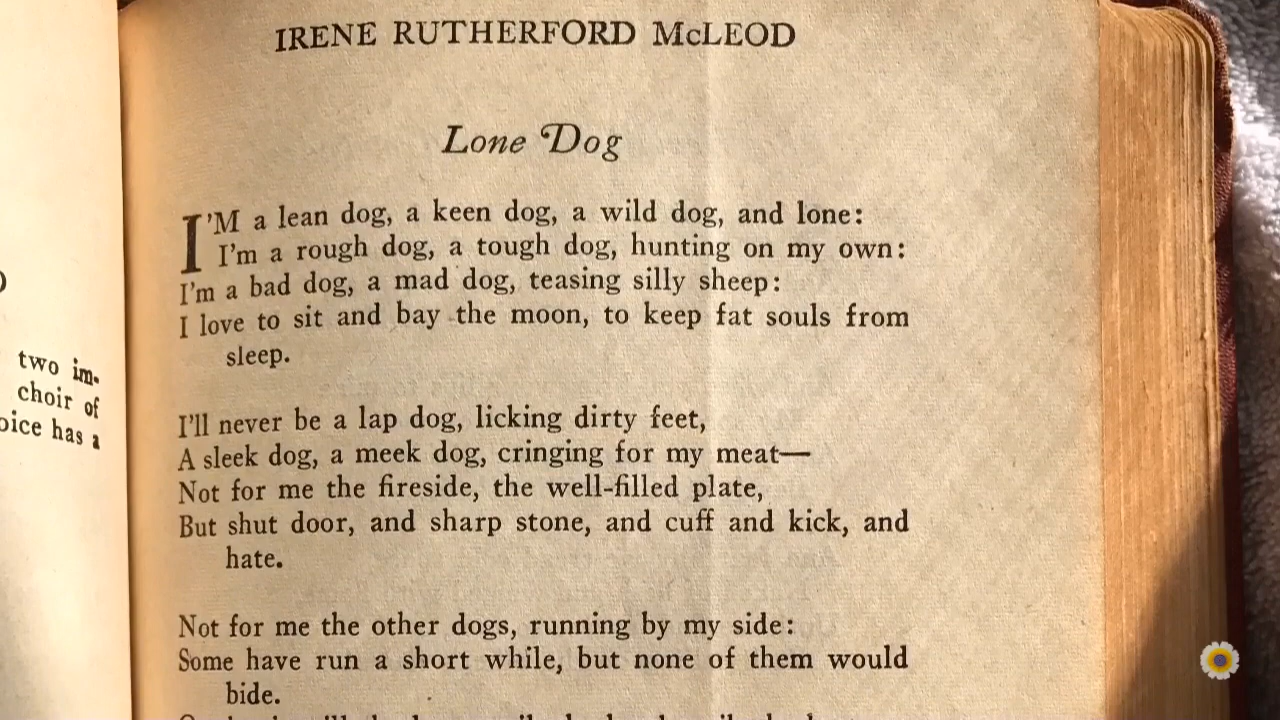 IRENE RUTHERFORD McLEOD
Lone Dog
I'M a lean dog, a keen dog, a wild dog, and lone:
I'm a rough dog, a tough dog, hunting on my own:
I'm a bad dog, a mad dog, teasing silly sheep:
I love to sit and bay the moon, to keep fat souls from
sleep.
I'll never be a lap dog, licking dirty feet,
A sleek dog, a meek dog, cringing for my meat—
Not for me the fireside, the well-filled plate,
But shut door, and sharp stone, and cuff and kick, and
hate.
Not for me the other dogs, running by my side:
Some have run a short while, but none of them would
bide.
two im-
choir of
oice has a